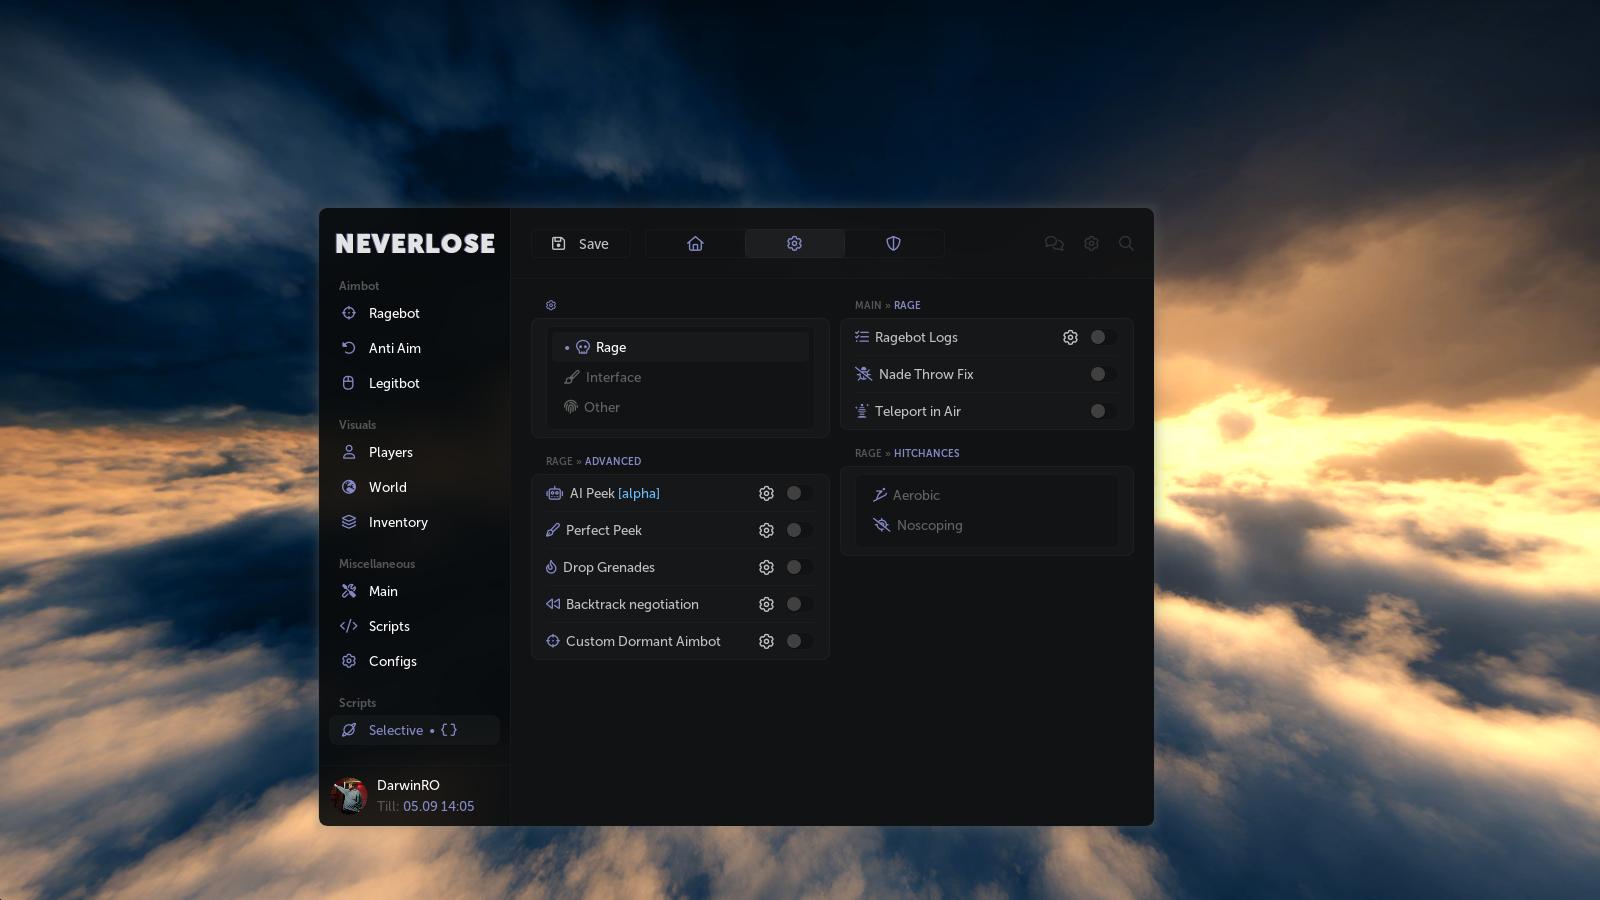 NEVERLOSE
Aimbot
Ragebot
Anti Aim
Legitbot
Visuals
Players
World
Inventory
Miscellaneous
Main
Scripts
Configs
Scripts
Selective • {}
DarwinRO
Till: 05.09 14:05
Save
• Rage
Interface
Other
RAGE » ADVANCED
AI Peek [alpha]
Perfect Peek
Drop Grenades
Backtrack negotiation
Custom Dormant Aimbot
MAIN » RAGE
Ragebot Logs
Nade Throw Fix
Teleport in Air
RAGE » HITCHANCES
Aerobic
Noscoping